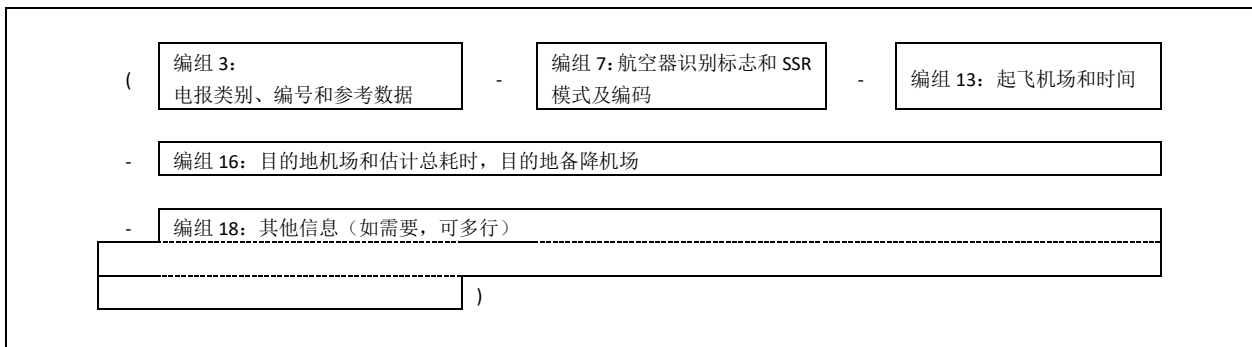 ( 编组 3: - 编组 7:航空器识别标志和 SSR - 编组 13：起飞机场和时间
电报类别、编号和参考数据 模式及编码
- 编组 16：目的地机场和估计总耗时，目的地备降机场
- 编组 18：其他信息（如需要，可多行）
)